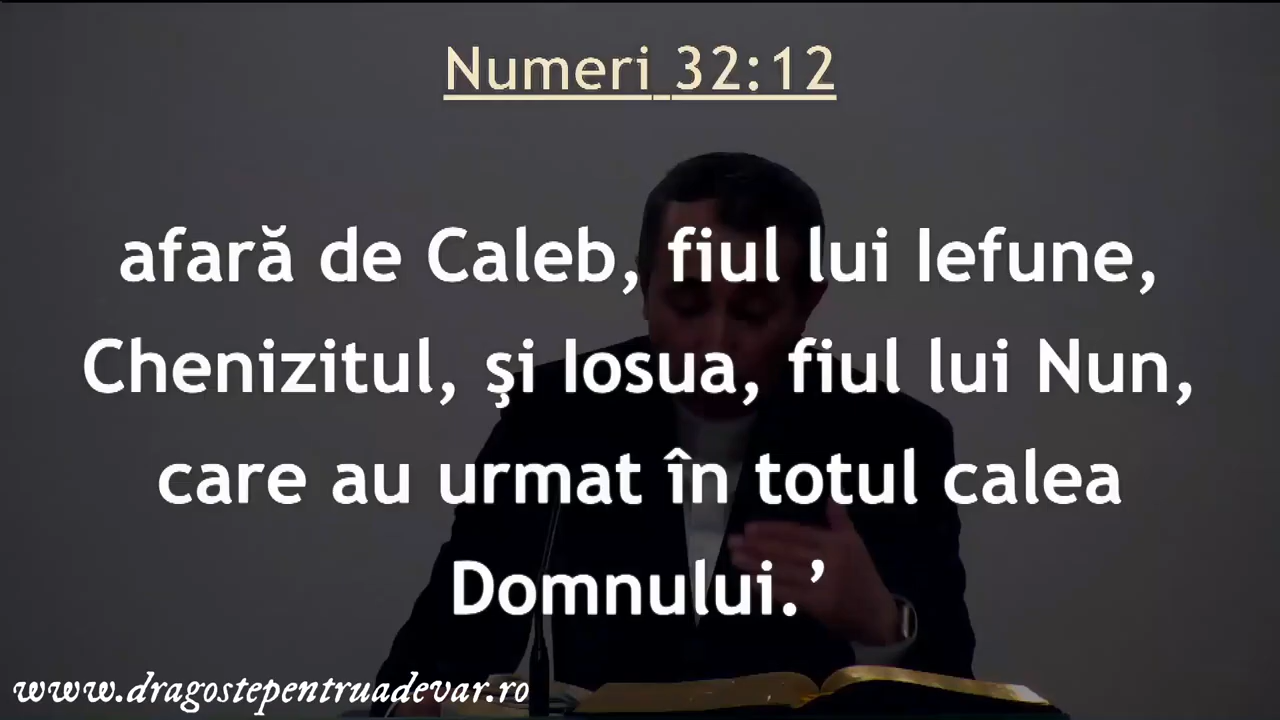 Numeri 32:12
afară de Caleb, fiul lui Iefune,
Chenizitul, şi Iosua, fiul lui Nun,
care au urmat în totul calea
Domnului.’
www.dragostepentruadevar.ro